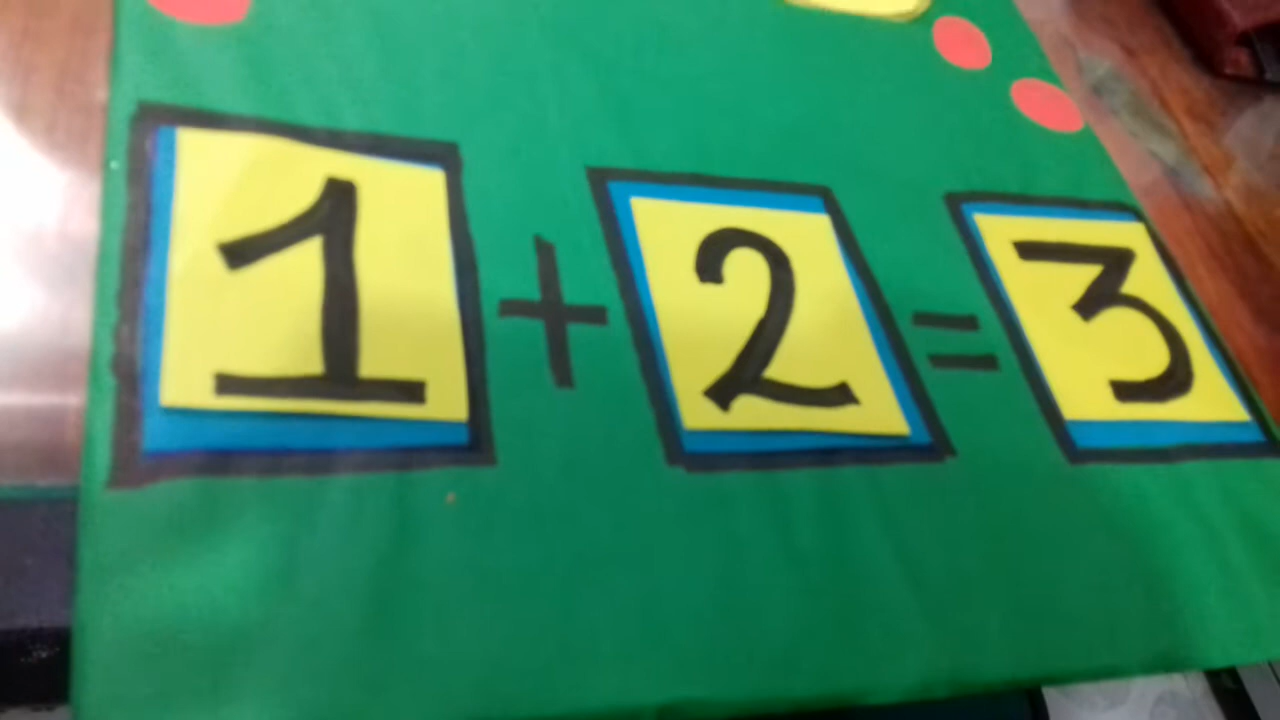 1 + 2 = 3